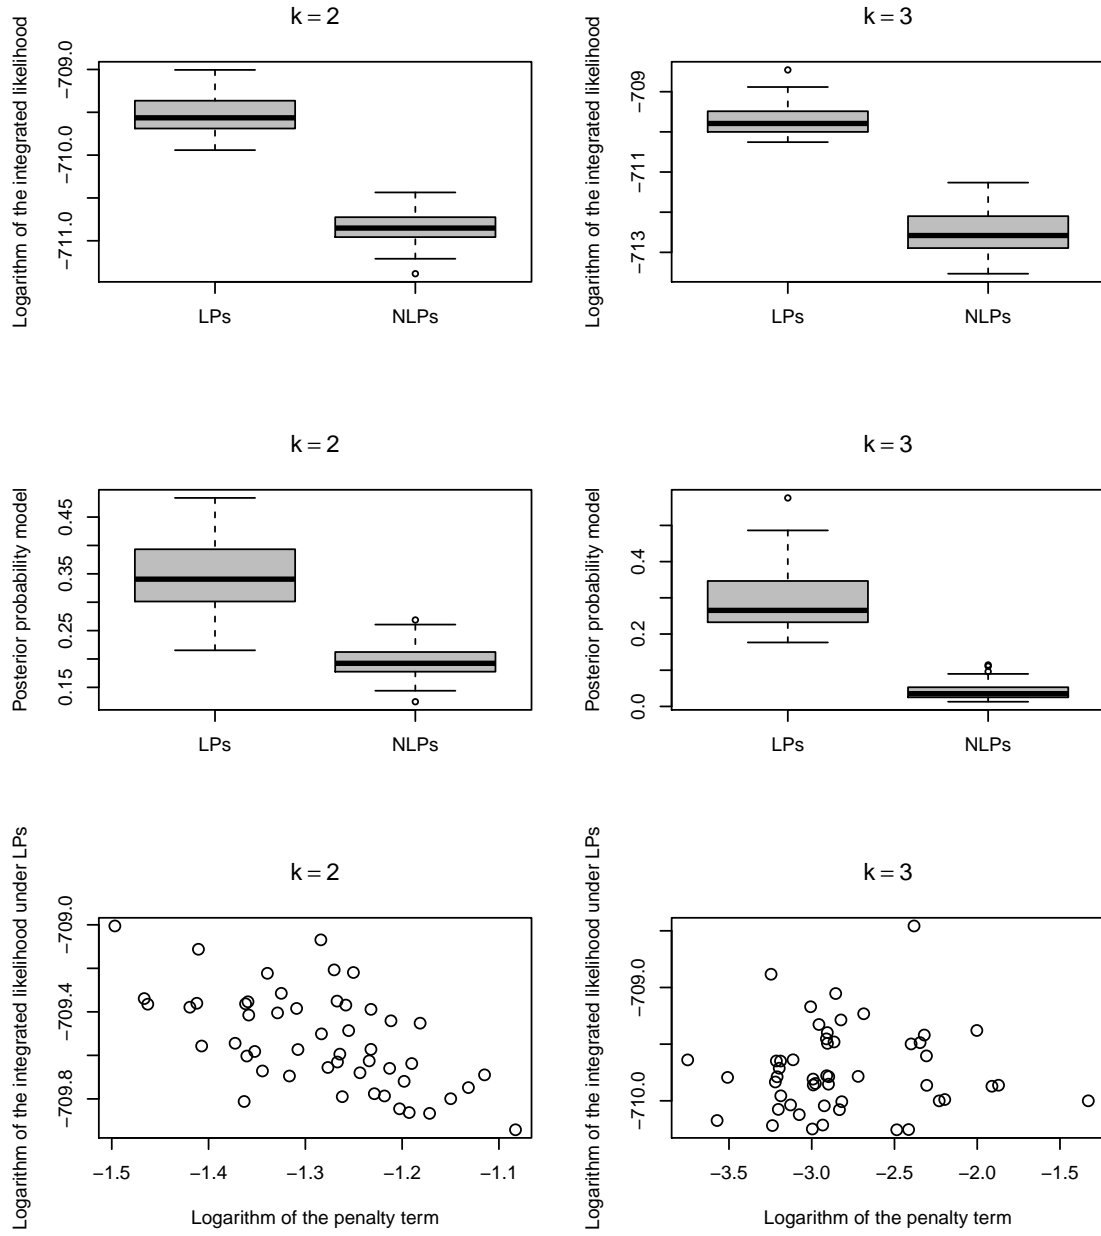 k = 2
Logarithm of the integrated likelihood
-709.0
-710.0
-711.0
LPs
NLPs
k = 3
Logarithm of the integrated likelihood
-709
-711
-713
LPs
NLPs
k = 2
Posterior probability model
0.45
0.35
0.25
0.15
LPs
NLPs
k = 3
Posterior probability model
0.4
0.2
0.0
LPs
NLPs
k = 2
Logarithm of the integrated likelihood under LPs
-709.0
-709.4
-709.8
-1.5 -1.4 -1.3 -1.2 -1.1
Logarithm of the penalty term
k = 3
Logarithm of the integrated likelihood under LPs
-709.0
-710.0
-3.5 -3.0 -2.5 -2.0 -1.5
Logarithm of the penalty term